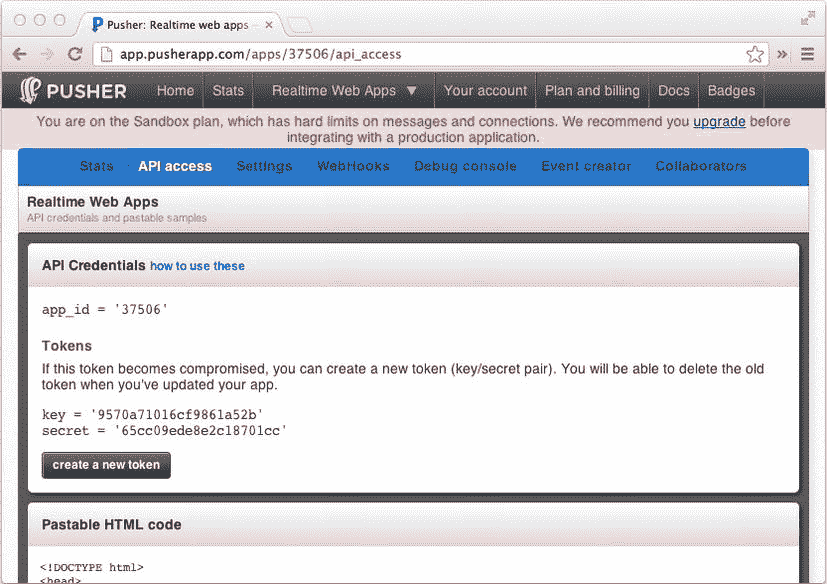 Pusher: Realtime web apps
app.pusherapp.com/apps/37506/api_access
PUSHER Home Stats Realtime Web Apps ▼ Your account Plan and billing Docs Badges
You are on the Sandbox plan, which has hard limits on messages and connections. We recommend you upgrade before
integrating with a production application.
Stats API access Settings WebHooks Debug console Event creator Collaborators
Realtime Web Apps
API credentials and pastable samples
API Credentials how to use these
app_id = '37506'
Tokens
If this token becomes compromised, you can create a new token (key/secret pair). You will be able to delete the old
token when you've updated your app.
key = '9570a71016cf9861a52b'
secret = '65cc09ede8e2c18701cc'
create a new token
Pastable HTML code
<!DOCTYPE html>
<head>